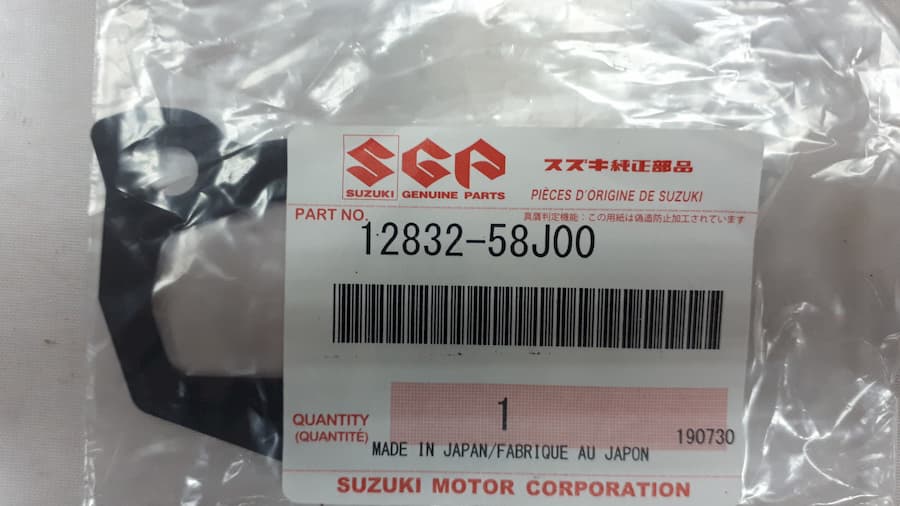 SUZUKI
SGP
GENUINE PARTS
スズキ純正部品
PIÈCES D'ORIGINE DE SUZUKI
PART NO.
真贋判定機能：この用紙は偽造防止加工されています
12832-58J00
QUANTITY
(QUANTITÉ)
1
190730
MADE IN JAPAN/FABRIQUE AU JAPON
SUZUKI MOTOR CORPORATION